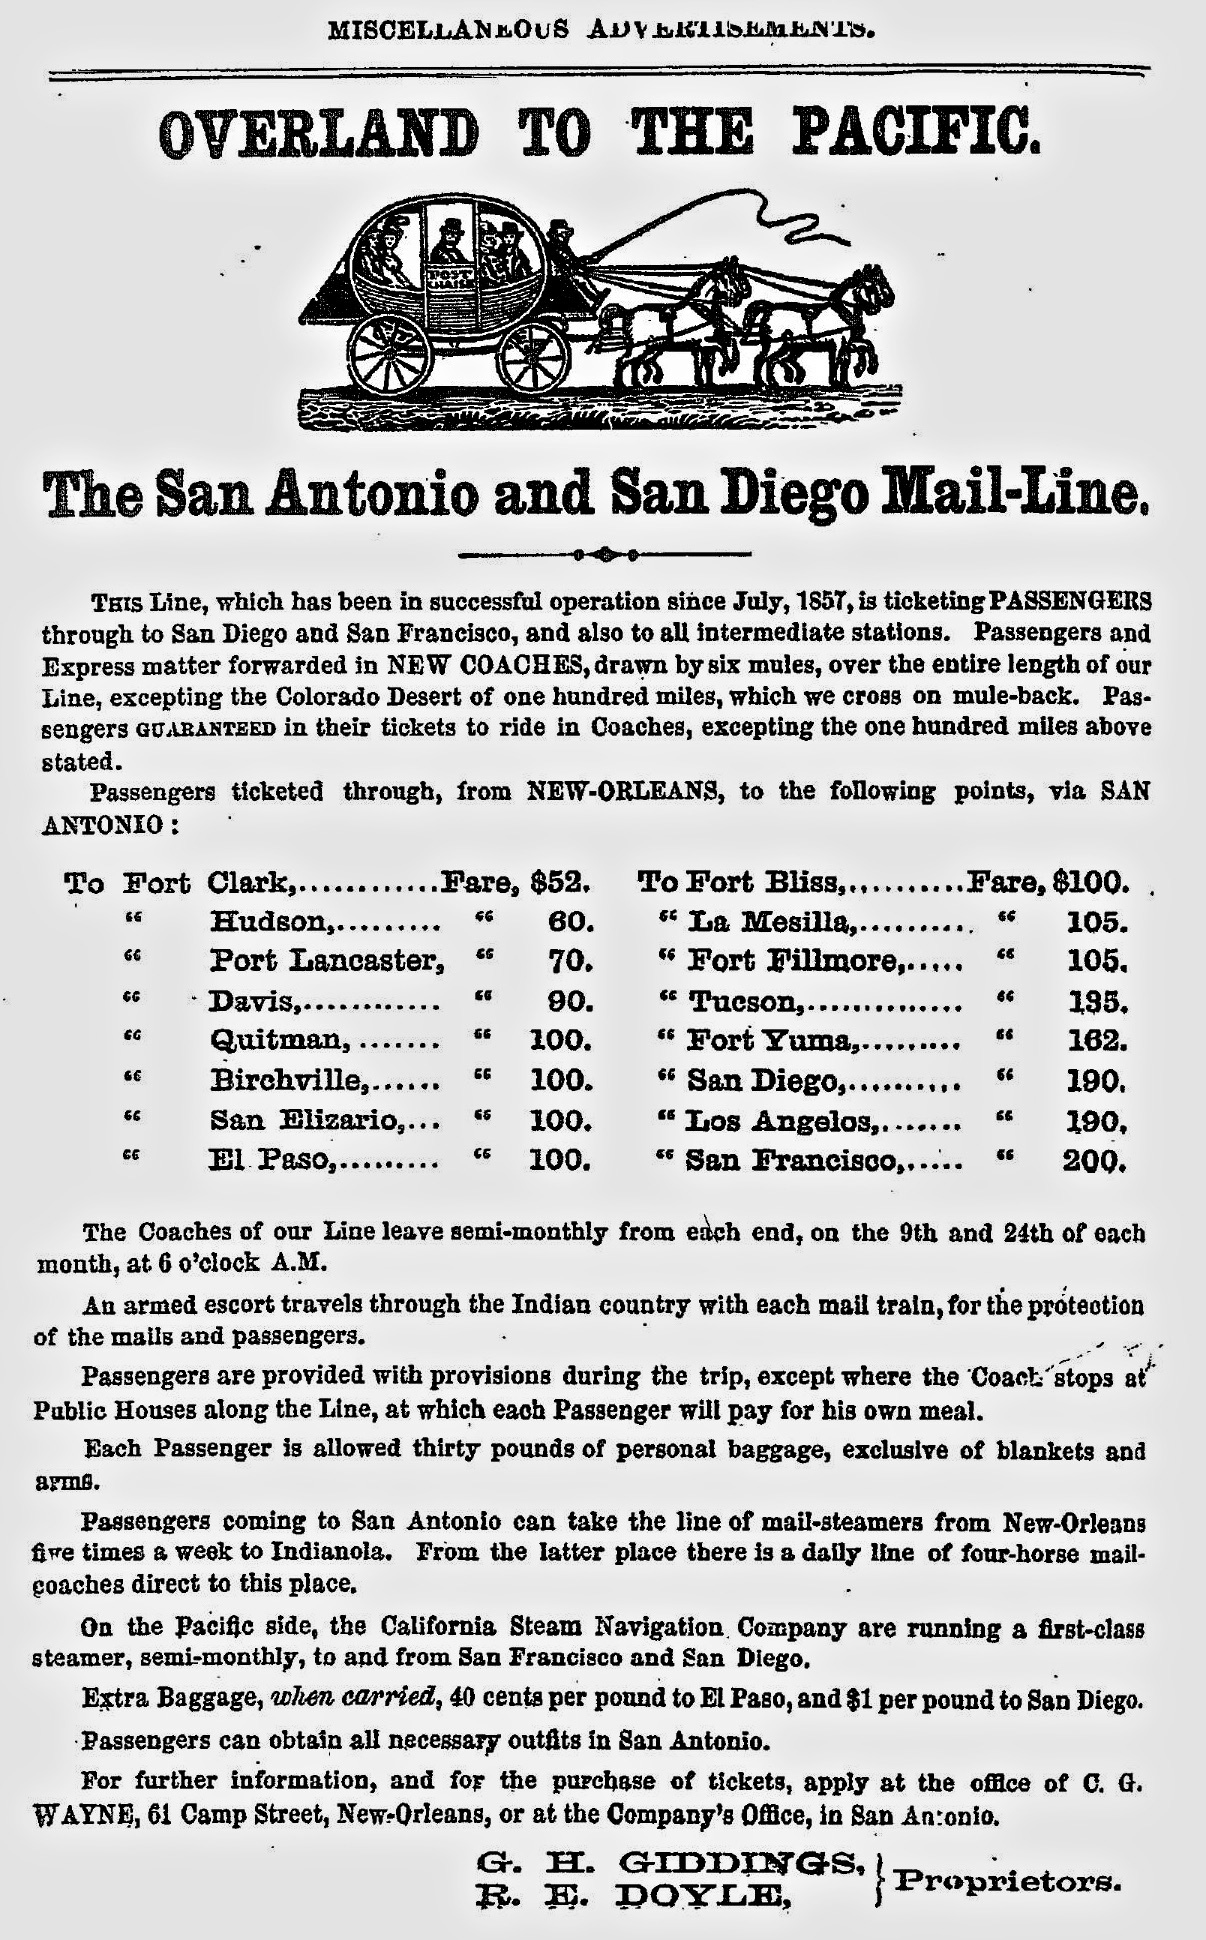 MISCELLANEOUS ADVERTISEMENTS.
OVERLAND TO THE PACIFIC.
POST
CHAISE
The San Antonio and San Diego Mail-Line.
THIS Line, which has been in successful operation since July, 1857, is ticketing PASSENGERS
through to San Diego and San Francisco, and also to all intermediate stations. Passengers and
Express matter forwarded in NEW COACHES, drawn by six mules, over the entire length of our
Line, excepting the Colorado Desert of one hundred miles, which we cross on mule-back. Pas-
sengers GUARANTEED in their tickets to ride in Coaches, excepting the one hundred miles above
stated.
Passengers ticketed through, from NEW-ORLEANS, to the following points, via SAN
ANTONIO:
To Fort Clark,............Fare, $52. To Fort Bliss,..........Fare, $100.
“ Hudson,......... “ 60. “ La Mesilla,.......... “ 105.
“ Port Lancaster, “ 70. “ Fort Fillmore,..... “ 105.
“ Davis,............ “ 90. “ Tucson,.............. “ 135.
“ Quitman, ....... “ 100. “ Fort Yuma,......... “ 162.
“ Birchville,...... “ 100. “ San Diego,.......... “ 190.
“ San Elizario,... “ 100. “ Los Angelos,....... “ 190.
“ El Paso,......... “ 100. “ San Francisco,..... “ 200.
The Coaches of our Line leave semi-monthly from each end, on the 9th and 24th of each
month, at 6 o'clock A.M.
An armed escort travels through the Indian country with each mail train, for the protection
of the mails and passengers.
Passengers are provided with provisions during the trip, except where the Coach stops at
Public Houses along the Line, at which each Passenger will pay for his own meal.
Each Passenger is allowed thirty pounds of personal baggage, exclusive of blankets and
arms.
Passengers coming to San Antonio can take the line of mail-steamers from New-Orleans
five times a week to Indianola. From the latter place there is a daily line of four-horse mail-
coaches direct to this place.
On the Pacific side, the California Steam Navigation Company are running a first-class
steamer, semi-monthly, to and from San Francisco and San Diego.
Extra Baggage, when carried, 40 cents per pound to El Paso, and $1 per pound to San Diego.
Passengers can obtain all necessary outfits in San Antonio.
For further information, and for the purchase of tickets, apply at the office of C. G.
WAYNE, 61 Camp Street, New-Orleans, or at the Company's Office, in San Antonio.
G. H. GIDDINGS,
R. E. DOYLE,
} Proprietors.